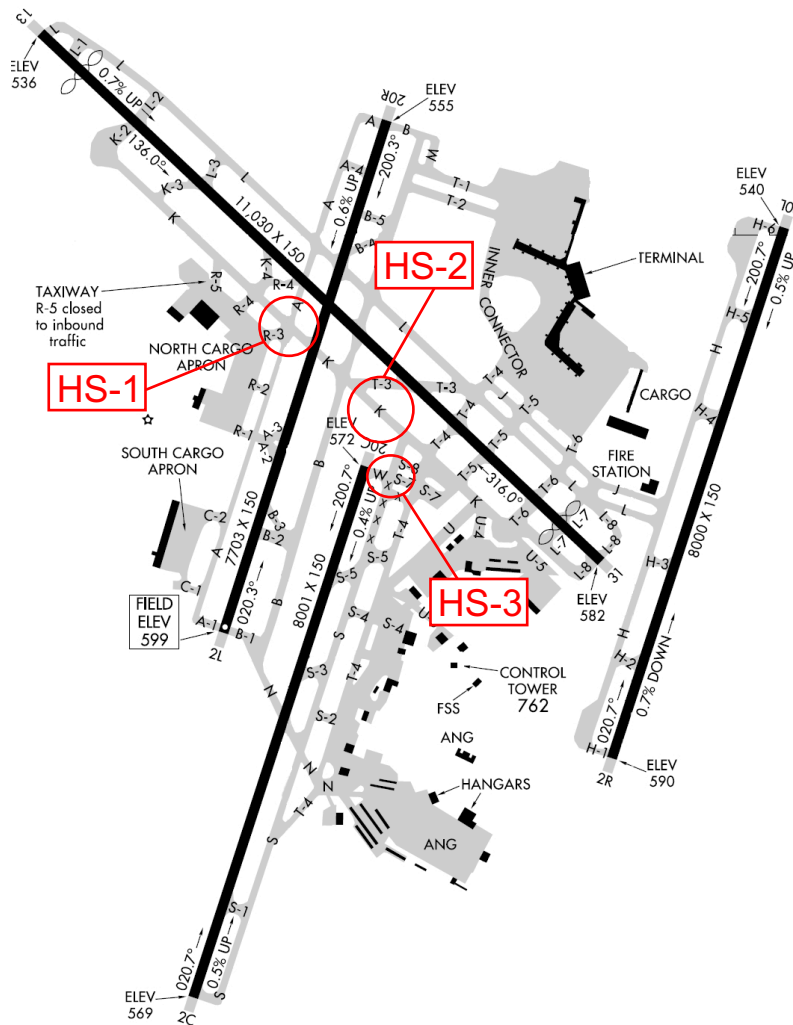 13
ELEV
536
L
L-1
L
0.7% UP
L-2
K-2
136.0°
K-3
L-3
L
K
11,030 X 150
20R
ELEV
555
A
B
W
A-4
200.3°
A
0.6% UP
B-5
B-4
T-1
T-2
ELEV
540
01
H-6
200.7°
0.5% UP
H-5
H
H-4
TERMINAL
INNER
CONNECTOR
HS-2
K-4
R-4
A
R-5
R-4
TAXIWAY
R-5 closed
to inbound
traffic
R-3
NORTH CARGO
APRON
HS-1
K
L
T-3
T-3
K
T-4
J
T-4
T-5
T-4
T-5
T-5
T-6
CARGO
FIRE
STATION
R-2
R-1
A-3
A-2
B
ELEV
572
20C
SOUTH CARGO
APRON
W
S-8
S-7
S-7
200.7°
0.4% UP
316.0°
K
T-6
T-6
L
J
L
L-7
L-7
L-8
L-8
L-8
31
ELEV
582
U
U-4
U-5
T-4
C-2
A
7703 X 150
B-3
B-2
020.3°
8001 X 150
S-5
S-5
HS-3
8000 X 150
H-3
C-1
FIELD
ELEV
599
A-1
B-1
2L
B
S-4
S-4
S
U
H
H-2
0.7% DOWN
020.7°
CONTROL
TOWER
762
FSS
N
S-3
T-4
S-2
ANG
H-1
ELEV
590
2R
N
N
N
T-4
S
HANGARS
ANG
S-1
020.7°
0.5% UP
S
ELEV
569
2C